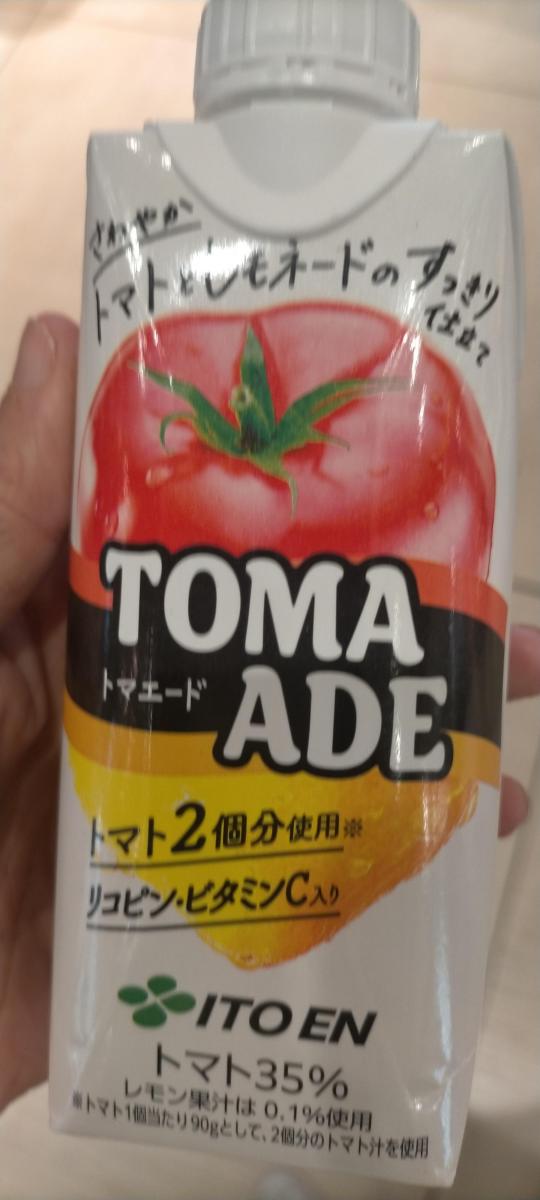 さわやか
トマトとレモネードのすっきり
仕立て
TOMA
トマエード
ADE
トマト2個分使用※
リコピン・ビタミンC入り
ITO EN
トマト35%
レモン果汁は 0.1%使用
※トマト1個当たり90gとして、2個分のトマト汁を使用